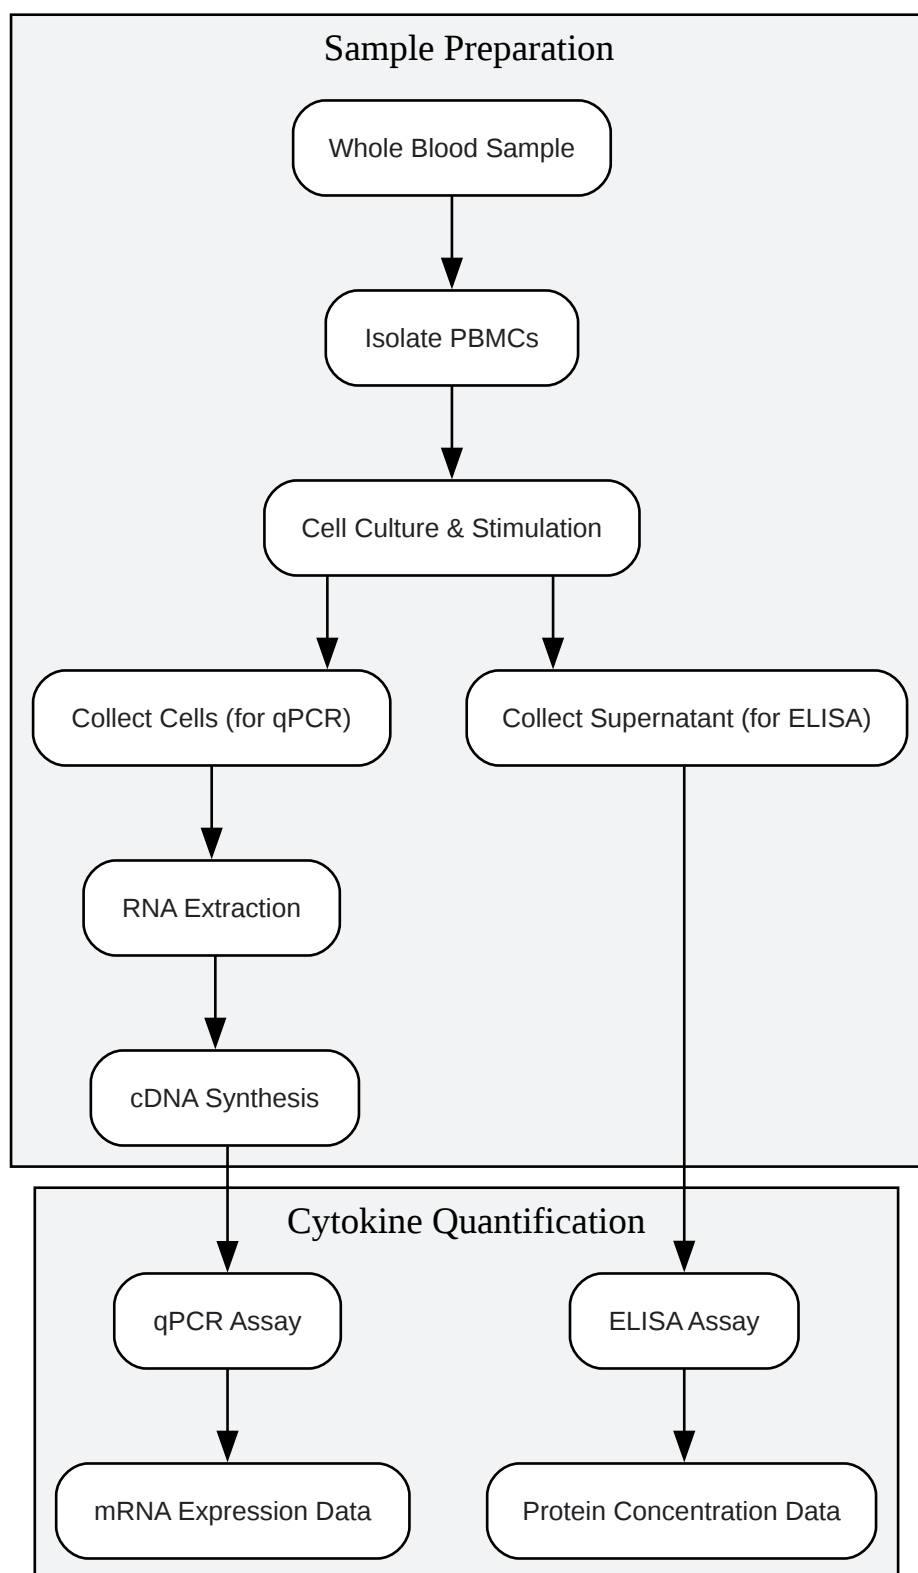 Sample Preparation
Whole Blood Sample
Isolate PBMCs
Cell Culture & Stimulation
Collect Cells (for qPCR)
Collect Supernatant (for ELISA)
RNA Extraction
cDNA Synthesis
Cytokine Quantification
qPCR Assay
ELISA Assay
mRNA Expression Data
Protein Concentration Data